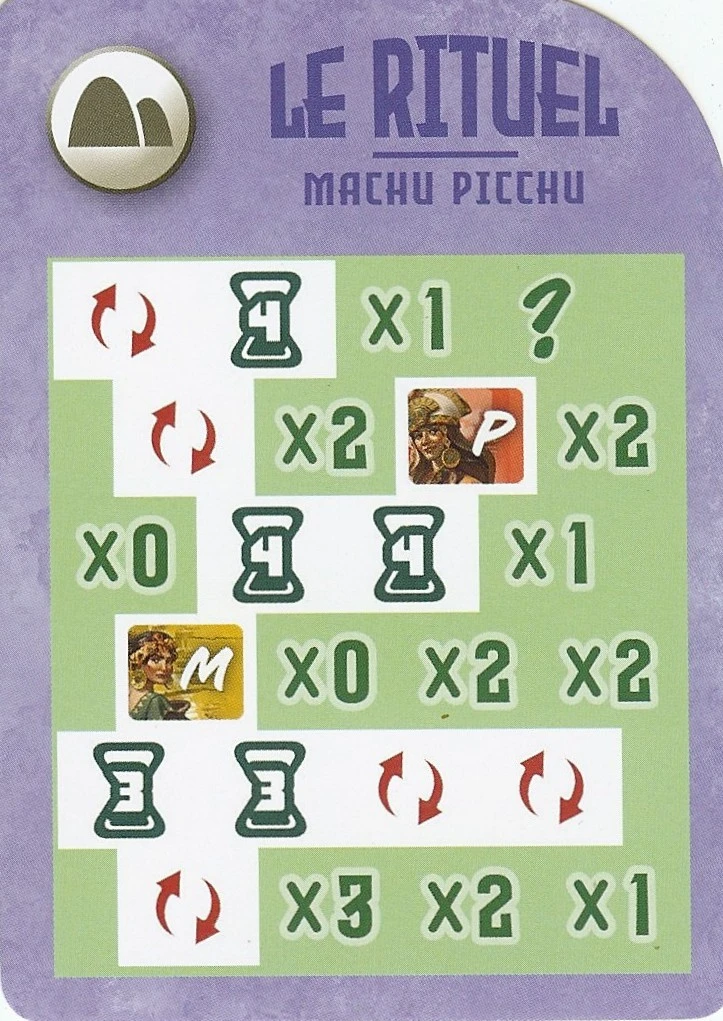 LE RITUEL
MACHU PICCHU
4 x1 ?
x2 P x2
x0 4 4 x1
M x0 x2 x2
3 3
x3 x2 x1